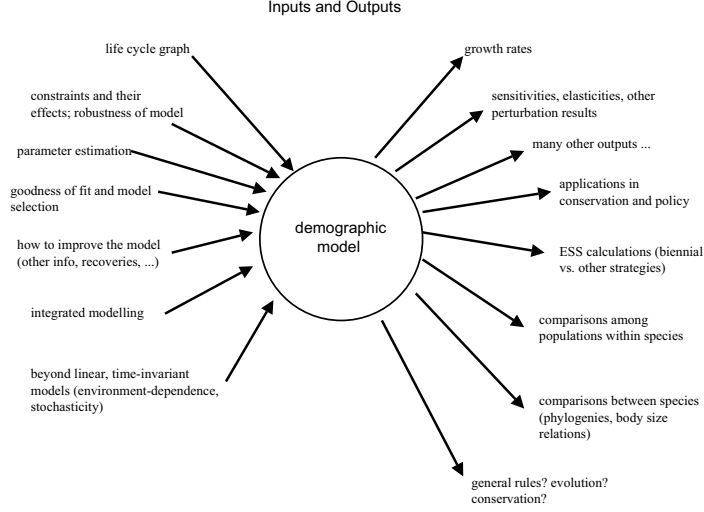 Inputs and Outputs
life cycle graph
constraints and their
effects; robustness of model
parameter estimation
goodness of fit and model
selection
how to improve the model
(other info, recoveries, ...)
integrated modelling
beyond linear, time-invariant
models (environment-dependence,
stochasticity)
demographic
model
growth rates
sensitivities, elasticities, other
perturbation results
many other outputs ...
applications in
conservation and policy
ESS calculations (biennial
vs. other strategies)
comparisons among
populations within species
comparisons between species
(phylogenies, body size
relations)
general rules? evolution?
conservation?